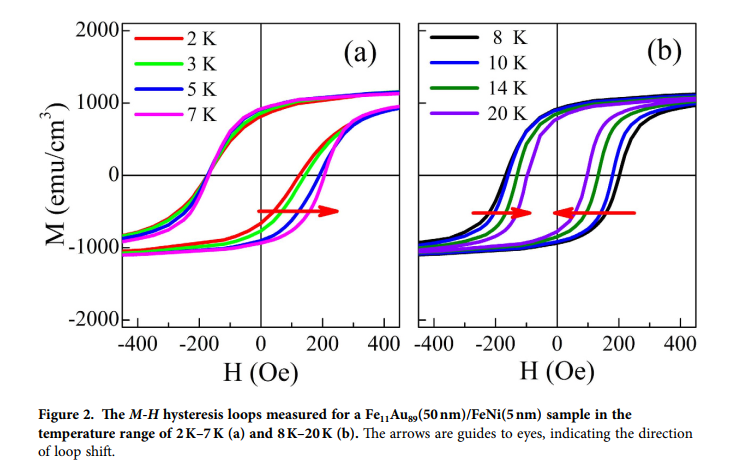 2000
1000
0
-1000
-2000
M (emu/cm³)
2 K
3 K
5 K
7 K
(a)
-400 -200 0 200 400
H (Oe)
8 K
10 K
14 K
20 K
(b)
-400 -200 0 200 400
H (Oe)
Figure 2. The M-H hysteresis loops measured for a Fe₁₁Au₈₉(50 nm)/FeNi(5 nm) sample in the
temperature range of 2 K–7 K (a) and 8 K–20 K (b). The arrows are guides to eyes, indicating the direction
of loop shift.